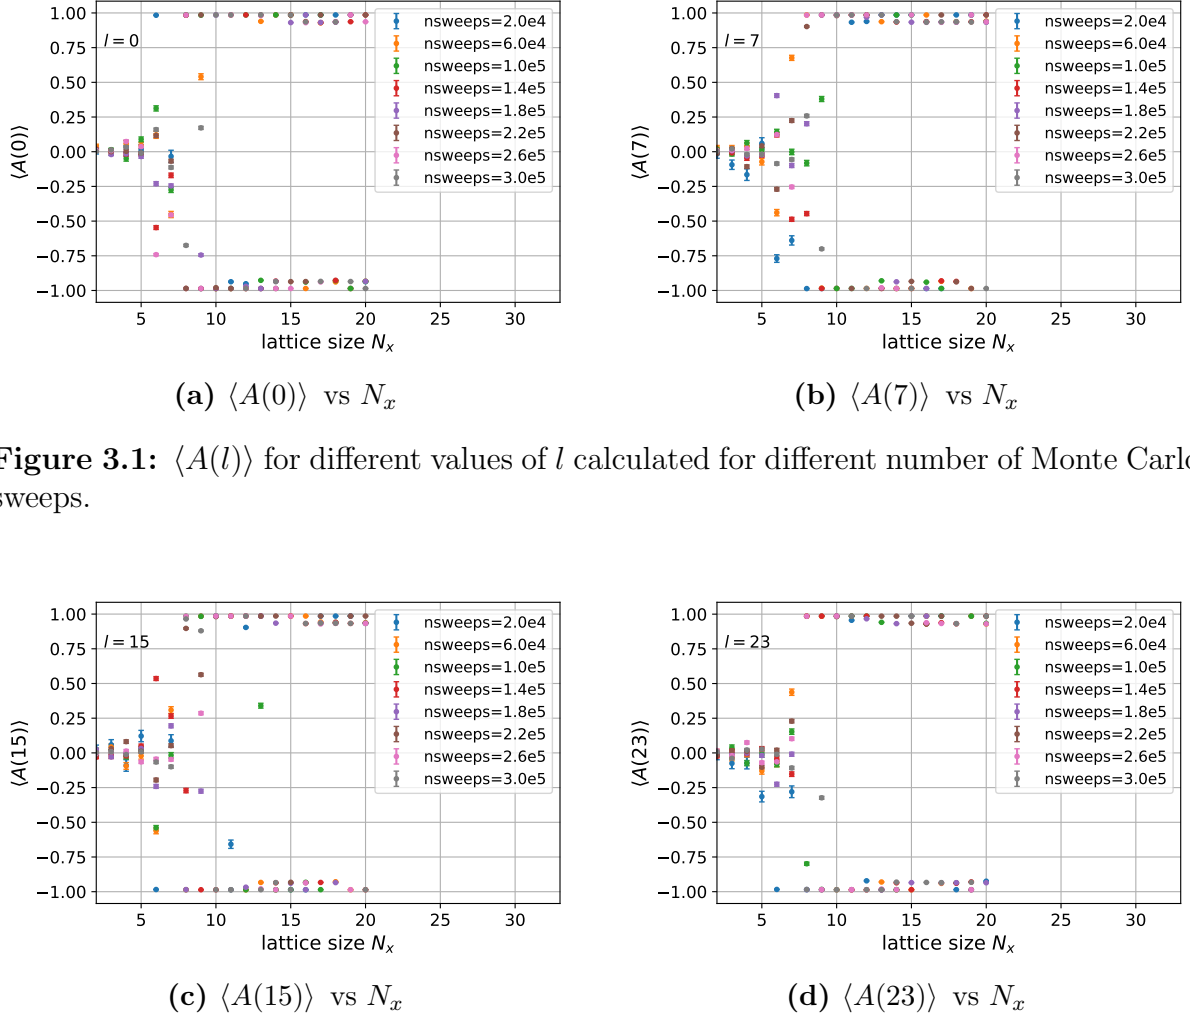 1.00
0.75
0.50
0.25
0.00
−0.25
−0.50
−0.75
−1.00
⟨A(0)⟩
l = 0
nsweeps=2.0e4
nsweeps=6.0e4
nsweeps=1.0e5
nsweeps=1.4e5
nsweeps=1.8e5
nsweeps=2.2e5
nsweeps=2.6e5
nsweeps=3.0e5
5 10 15 20 25 30
lattice size Nₓ
(a) ⟨A(0)⟩ vs Nₓ
1.00
0.75
0.50
0.25
0.00
−0.25
−0.50
−0.75
−1.00
⟨A(7)⟩
l = 7
nsweeps=2.0e4
nsweeps=6.0e4
nsweeps=1.0e5
nsweeps=1.4e5
nsweeps=1.8e5
nsweeps=2.2e5
nsweeps=2.6e5
nsweeps=3.0e5
5 10 15 20 25 30
lattice size Nₓ
(b) ⟨A(7)⟩ vs Nₓ
Figure 3.1: ⟨A(l)⟩ for different values of l calculated for different number of Monte Carlo
sweeps.
1.00
0.75
0.50
0.25
0.00
−0.25
−0.50
−0.75
−1.00
⟨A(15)⟩
l = 15
nsweeps=2.0e4
nsweeps=6.0e4
nsweeps=1.0e5
nsweeps=1.4e5
nsweeps=1.8e5
nsweeps=2.2e5
nsweeps=2.6e5
nsweeps=3.0e5
5 10 15 20 25 30
lattice size Nₓ
(c) ⟨A(15)⟩ vs Nₓ
1.00
0.75
0.50
0.25
0.00
−0.25
−0.50
−0.75
−1.00
⟨A(23)⟩
l = 23
nsweeps=2.0e4
nsweeps=6.0e4
nsweeps=1.0e5
nsweeps=1.4e5
nsweeps=1.8e5
nsweeps=2.2e5
nsweeps=2.6e5
nsweeps=3.0e5
5 10 15 20 25 30
lattice size Nₓ
(d) ⟨A(23)⟩ vs Nₓ